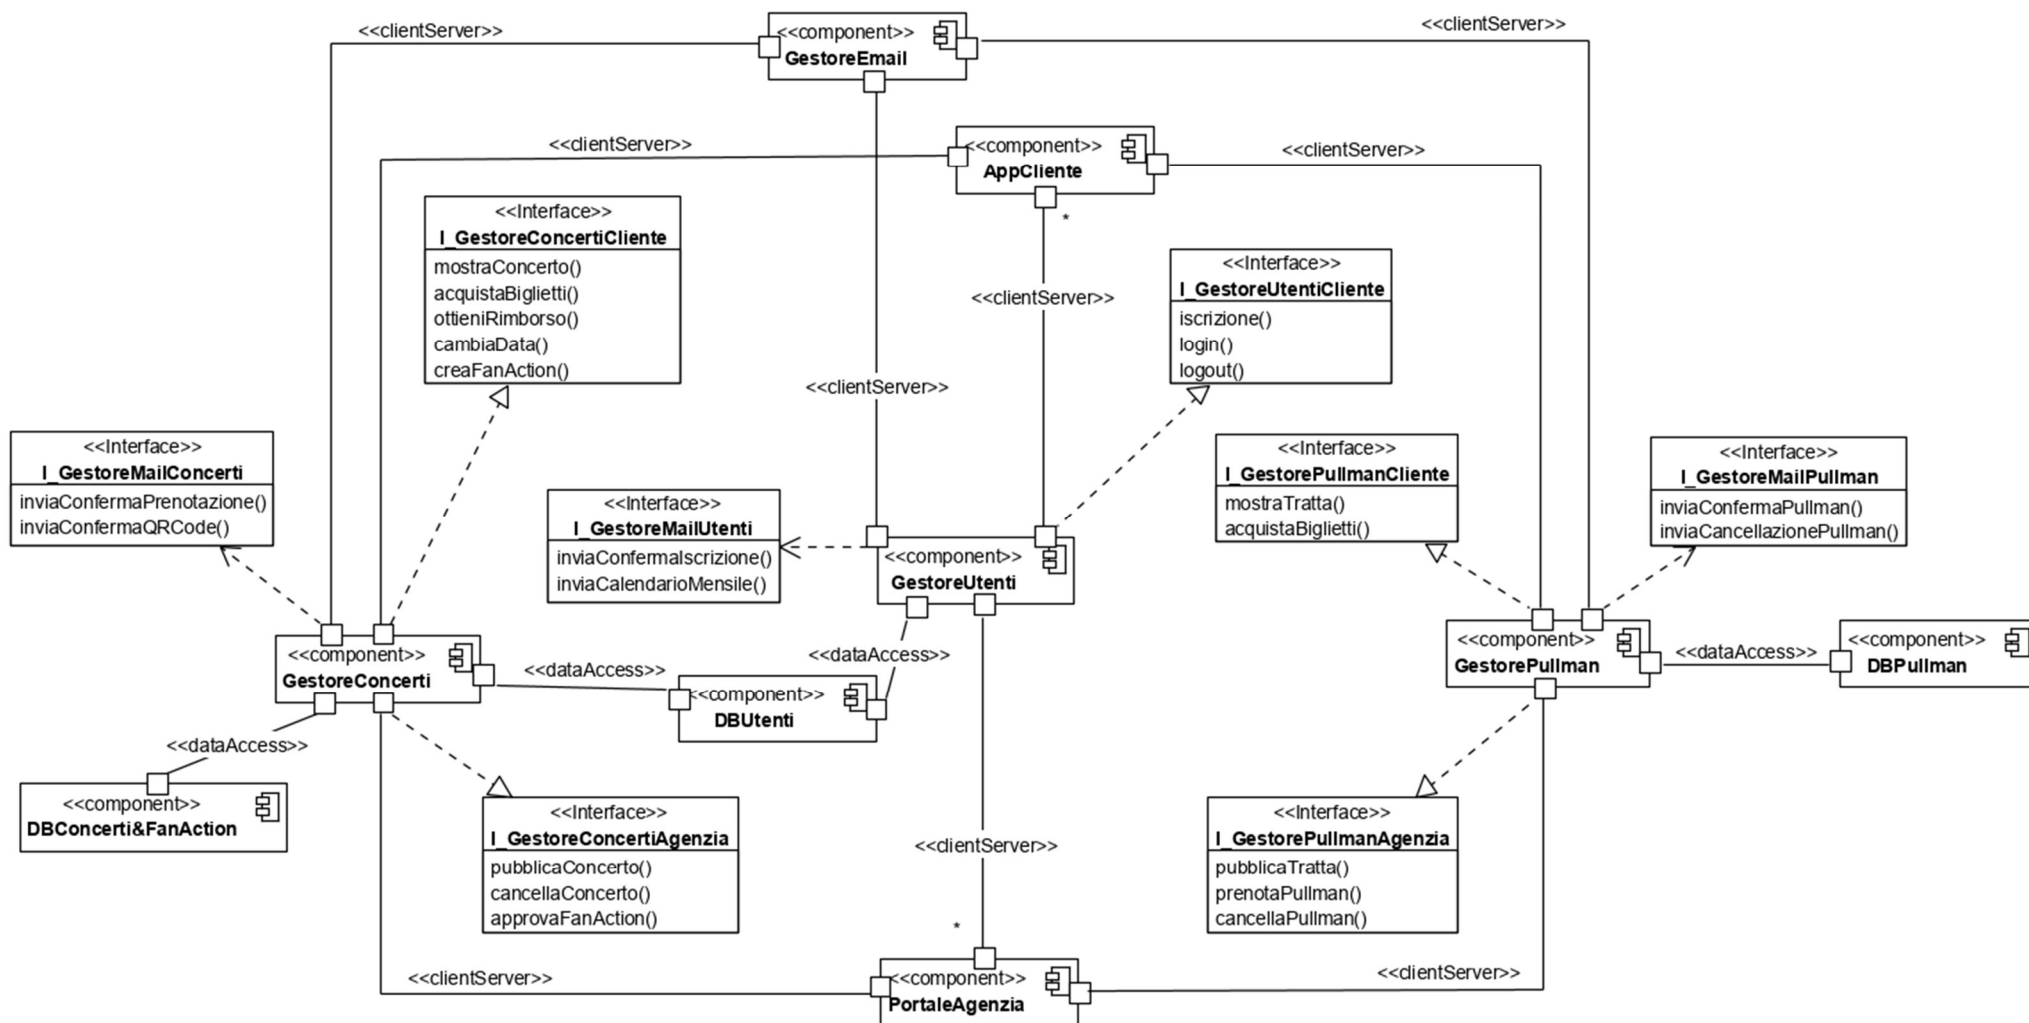 <<clientServer>>
<<clientServer>>
<<component>>
GestoreEmail
<<clientServer>>
<<component>>
AppCliente
<<clientServer>>
*
<<Interface>>
I_GestoreConcertiCliente
mostraConcerto()
acquistaBiglietti()
ottieniRimborso()
cambiaData()
creaFanAction()
<<clientServer>>
<<Interface>>
I_GestoreUtentiCliente
iscrizione()
login()
logout()
<<clientServer>>
<<Interface>>
I_GestoreMailConcerti
inviaConfermaPrenotazione()
inviaConfermaQRCode()
<<Interface>>
I_GestoreMailUtenti
inviaConfermaIscrizione()
inviaCalendarioMensile()
<<Interface>>
I_GestorePullmanCliente
mostraTratta()
acquistaBiglietti()
<<Interface>>
I_GestoreMailPullman
inviaConfermaPullman()
inviaCancellazionePullman()
<<component>>
GestoreUtenti
<<component>>
GestoreConcerti
<<dataAccess>>
<<dataAccess>>
<<component>>
DBUtenti
<<component>>
GestorePullman
<<dataAccess>>
<<component>>
DBPullman
<<dataAccess>>
<<component>>
DBConcerti&FanAction
<<Interface>>
I_GestoreConcertiAgenzia
pubblicaConcerto()
cancellaConcerto()
approvaFanAction()
<<clientServer>>
*
<<Interface>>
I_GestorePullmanAgenzia
pubblicaTratta()
prenotaPullman()
cancellaPullman()
<<clientServer>>
<<component>>
PortaleAgenzia
<<clientServer>>